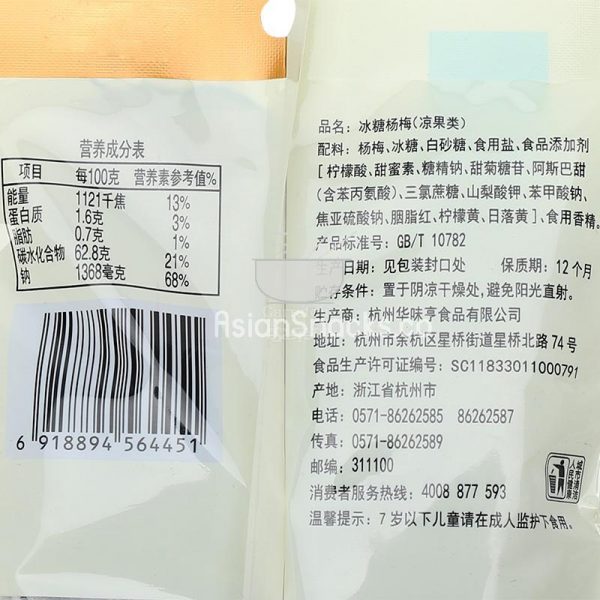 营养成分表
项目 每100克 营养素参考值%
能量 1121千焦 13%
蛋白质 1.6克 3%
脂肪 0.7克 1%
碳水化合物 62.8克 21%
钠 1368毫克 68%
6 918894 564451
品名：冰糖杨梅(凉果类)
配料：杨梅、冰糖、白砂糖、食用盐、食品添加剂
[柠檬酸、甜蜜素、糖精钠、甜菊糖苷、阿斯巴甜
(含苯丙氨酸)、三氯蔗糖、山梨酸钾、苯甲酸钠、
焦亚硫酸钠、胭脂红、柠檬黄、日落黄]、食用香精。
产品标准号：GB/T 10782
生产日期：见包装封口处 保质期：12个月
贮存条件：置于阴凉干燥处,避免阳光直射。
生产商：杭州华味亨食品有限公司
地址：杭州市余杭区星桥街道星桥北路74号
食品生产许可证编号：SC11833011000791
产地：浙江省杭州市
电话：0571-86262585 86262587
传真：0571-86262589
邮编：311100
消费者服务热线：4008 877 593
温馨提示：7岁以下儿童请在成人监护下食用。
城市清洁
人民健康
AsianSnacks.co